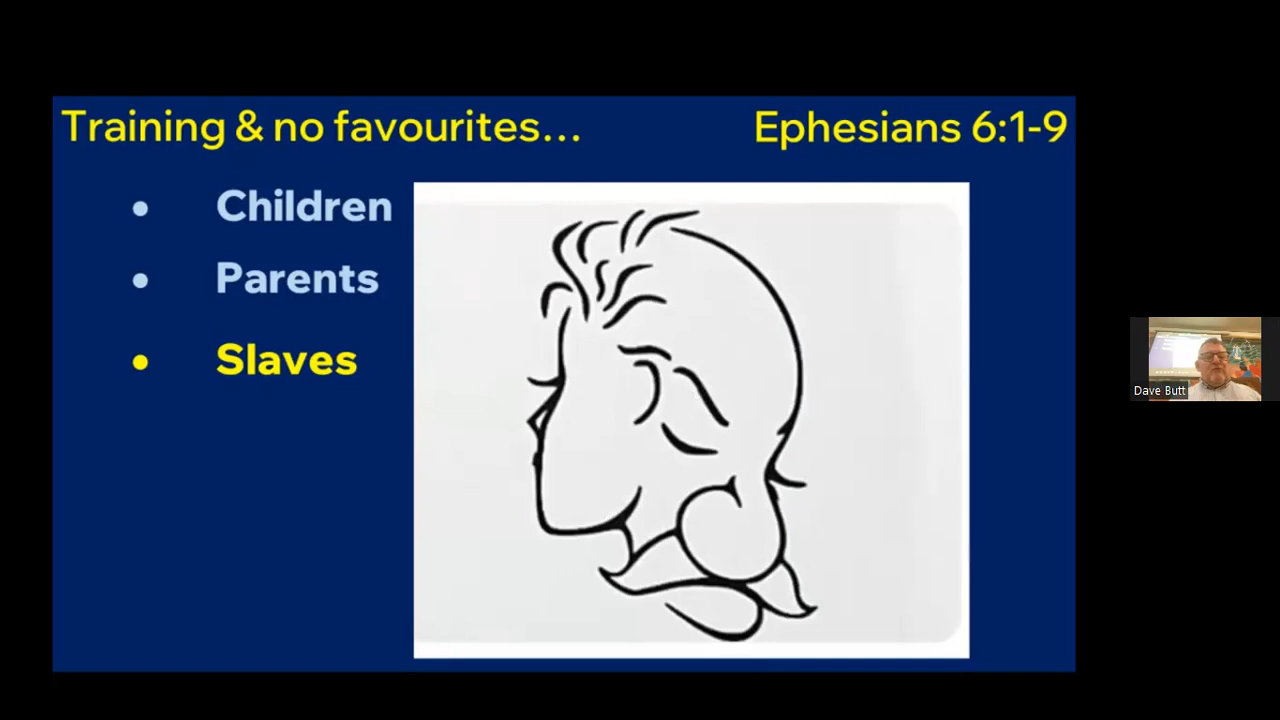 Training & no favourites...
Ephesians 6:1-9
• Children
• Parents
• Slaves
Dave Butt